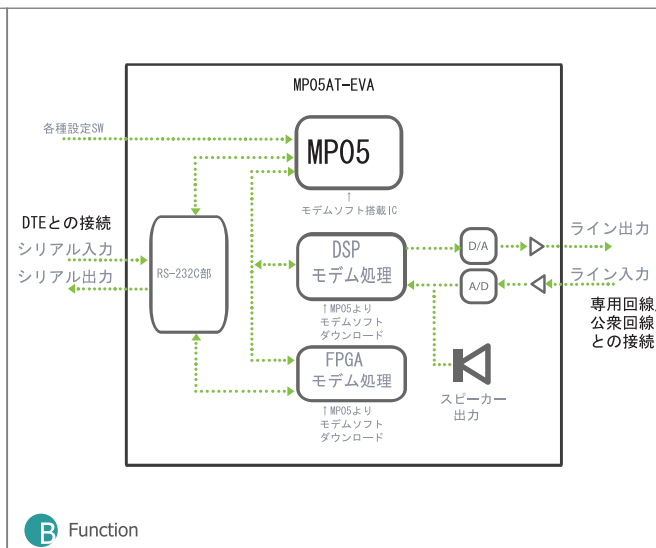 MP05AT-EVA
各種設定SW
MP05
↑
モデムソフト搭載IC
DTEとの接続
シリアル入力
シリアル出力
RS-232C部
DSP
モデム処理
↑MP05より
モデムソフト
ダウンロード
FPGA
モデム処理
↑MP05より
モデムソフト
ダウンロード
D/A
A/D
ライン出力
ライン入力
専用回線/
公衆回線
との接続
スピーカー
出力
B Function